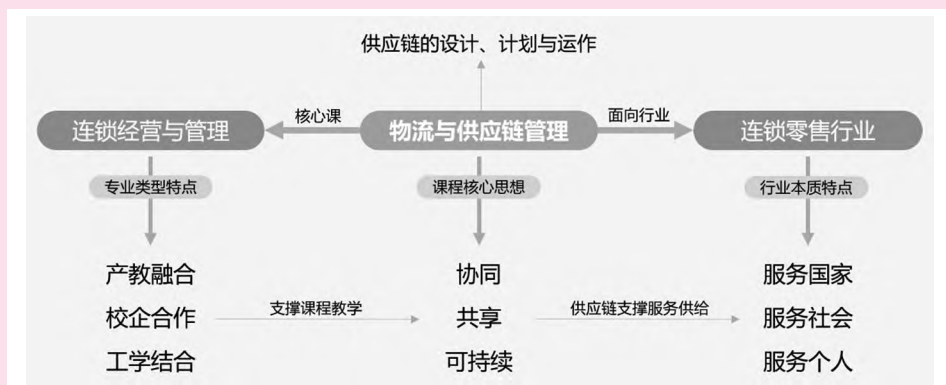 供应链的设计、计划与运作
连锁经营与管理
核心课
物流与供应链管理
面向行业
连锁零售行业
专业类型特点
课程核心思想
行业本质特点
产教融合
协同
服务国家
校企合作
支撑课程教学
共享
供应链支撑服务供给
服务社会
工学结合
可持续
服务个人